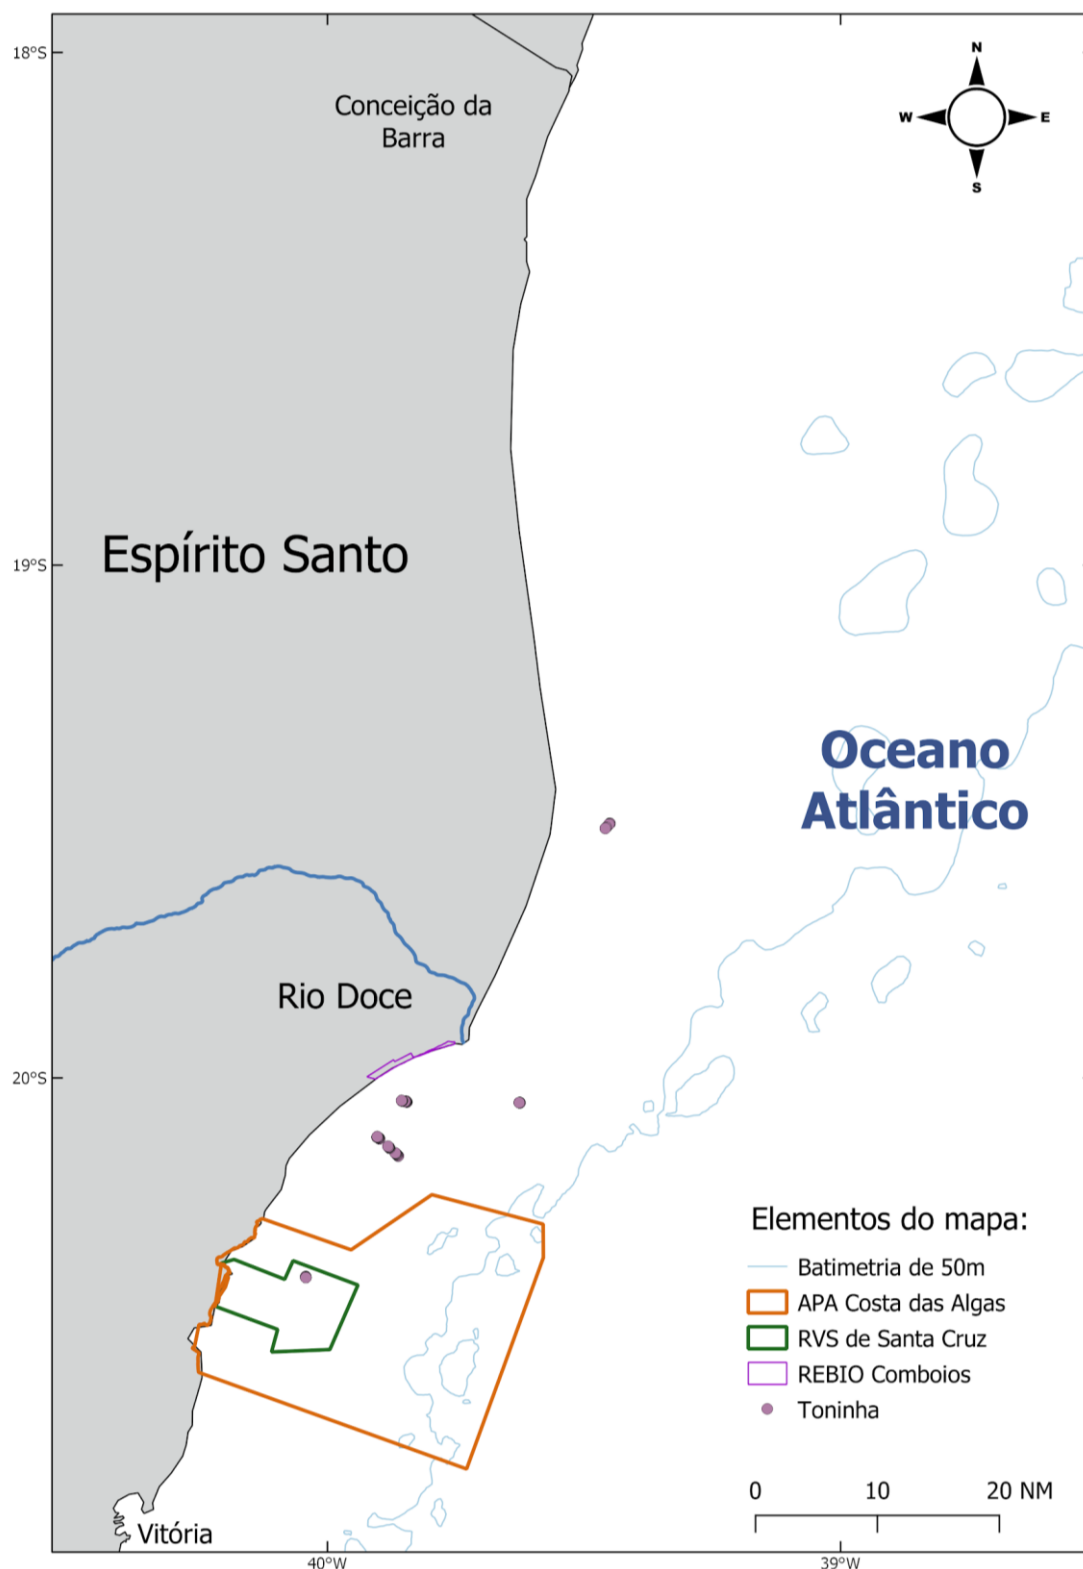 18°S
N
Conceição da
Barra
W
E
S
Espírito Santo
19°S
Oceano
Atlântico
Rio Doce
20°S
Elementos do mapa:
Batimetria de 50m
APA Costa das Algas
RVS de Santa Cruz
REBIO Comboios
Toninha
0 10 20 NM
Vitória
40°W 39°W